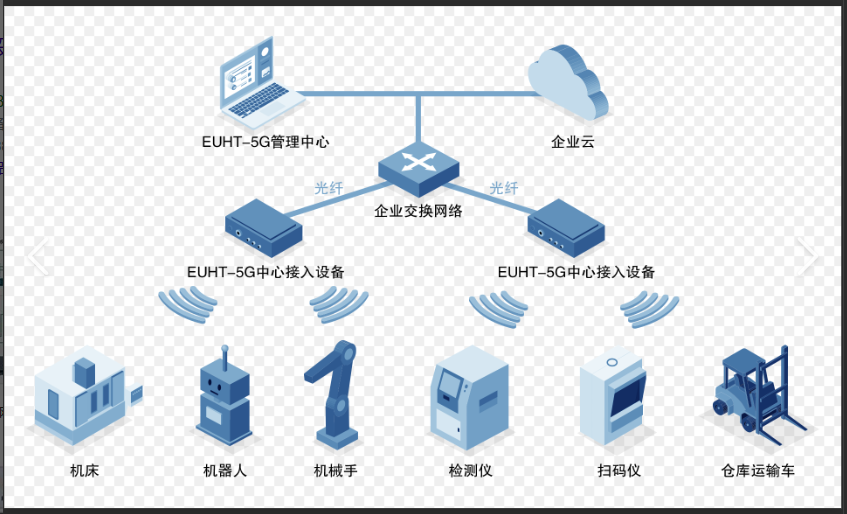 EUHT-5G管理中心
企业云
光纤
光纤
企业交换网络
EUHT-5G中心接入设备
EUHT-5G中心接入设备
机床
机器人
机械手
检测仪
扫码仪
仓库运输车